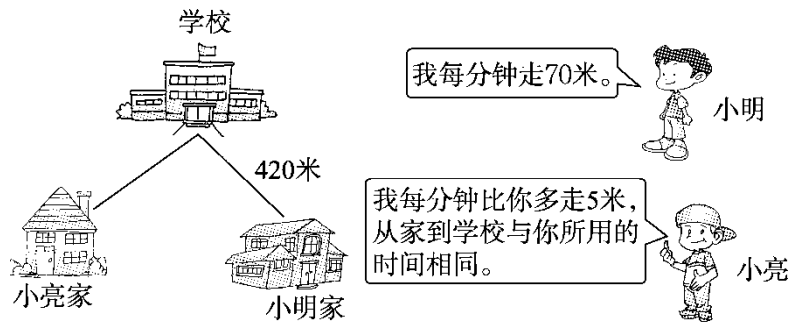 学校
我每分钟走70米。
小明
420米
我每分钟比你多走5米，
从家到学校与你所用的
时间相同。
小亮
小亮家
小明家